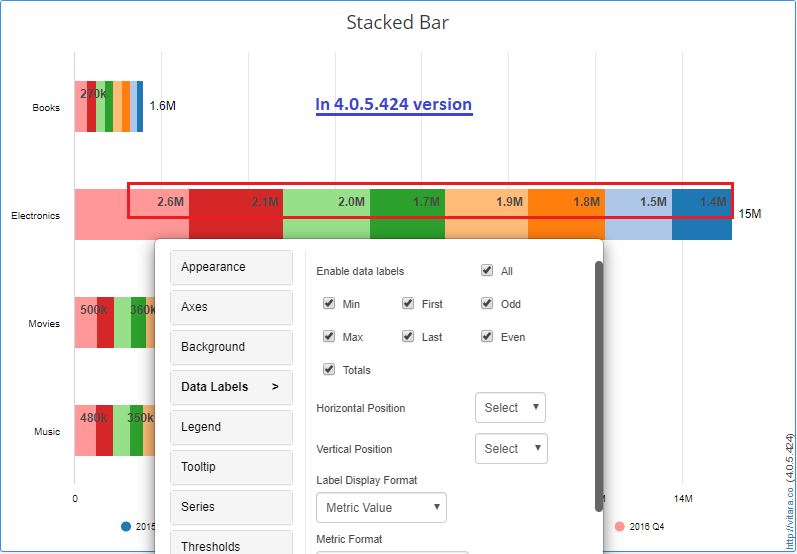 Stacked Bar
Books
270k
1.6M
In 4.0.5.424 version
Electronics
2.6M 2.1M 2.0M 1.7M 1.9M 1.8M 1.5M 1.4M
15M
Movies
500k 360k
Music
480k 350k
0 14M
2015 2016 Q4
Appearance
Axes
Background
Data Labels >
Legend
Tooltip
Series
Thresholds
Enable data labels All
Min First Odd
Max Last Even
Totals
Horizontal Position Select
Vertical Position Select
Label Display Format
Metric Value
Metric Format
http://vitara.co (4.0.5.424)